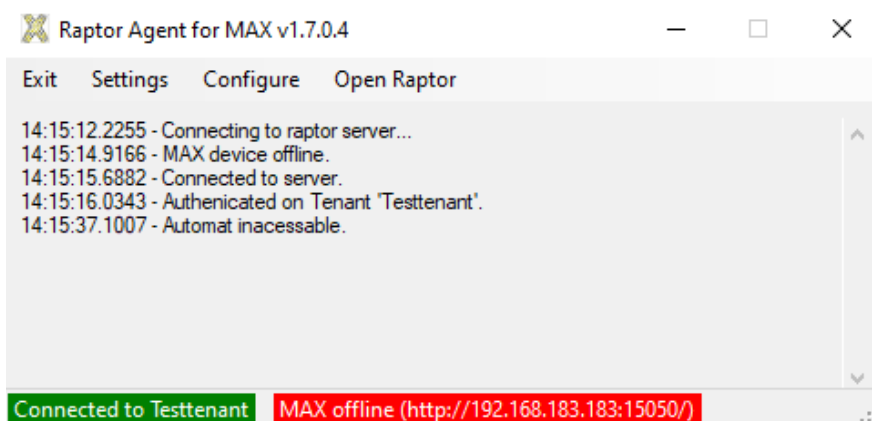 Raptor Agent for MAX v1.7.0.4
Exit Settings Configure Open Raptor
14:15:12.2255 - Connecting to raptor server...
14:15:14.9166 - MAX device offline.
14:15:15.6882 - Connected to server.
14:15:16.0343 - Authenicated on Tenant 'Testtenant'.
14:15:37.1007 - Automat inacessable.
Connected to Testtenant MAX offline (http://192.168.183.183:15050/)